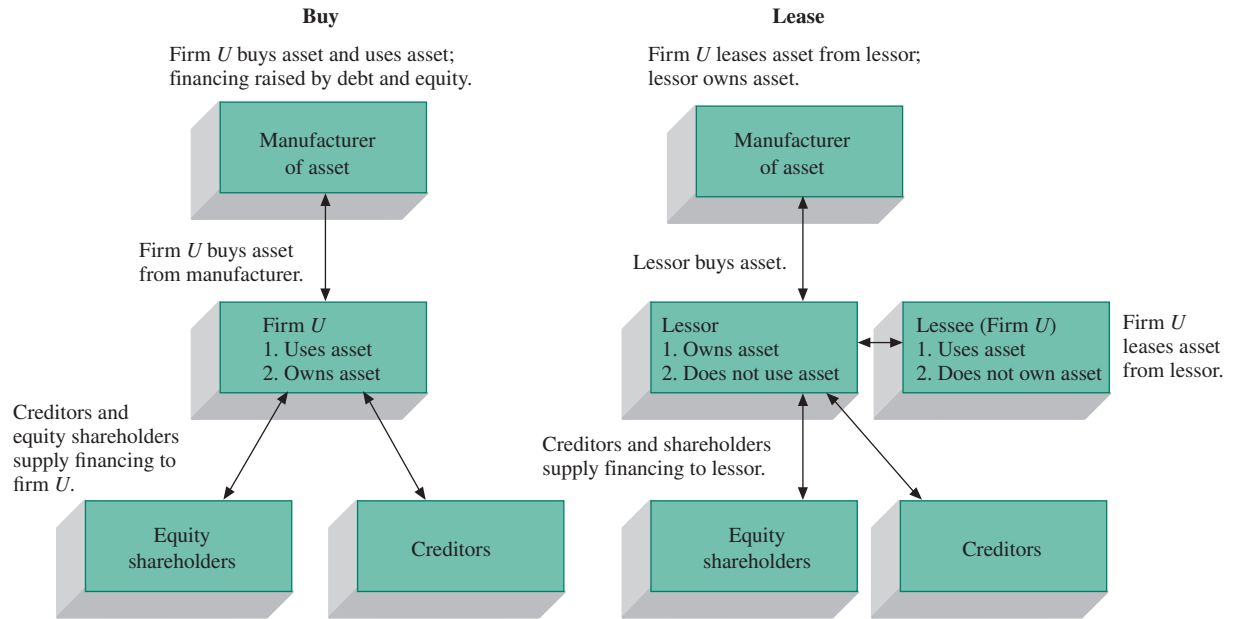 Buy
Firm U buys asset and uses asset;
financing raised by debt and equity.
Manufacturer
of asset
Firm U buys asset
from manufacturer.
Firm U
1. Uses asset
2. Owns asset
Creditors and
equity shareholders
supply financing to
firm U.
Equity
shareholders
Creditors
Lease
Firm U leases asset from lessor;
lessor owns asset.
Manufacturer
of asset
Lessor buys asset.
Lessor
1. Owns asset
2. Does not use asset
Lessee (Firm U)
1. Uses asset
2. Does not own asset
Firm U
leases asset
from lessor.
Creditors and shareholders
supply financing to lessor.
Equity
shareholders
Creditors